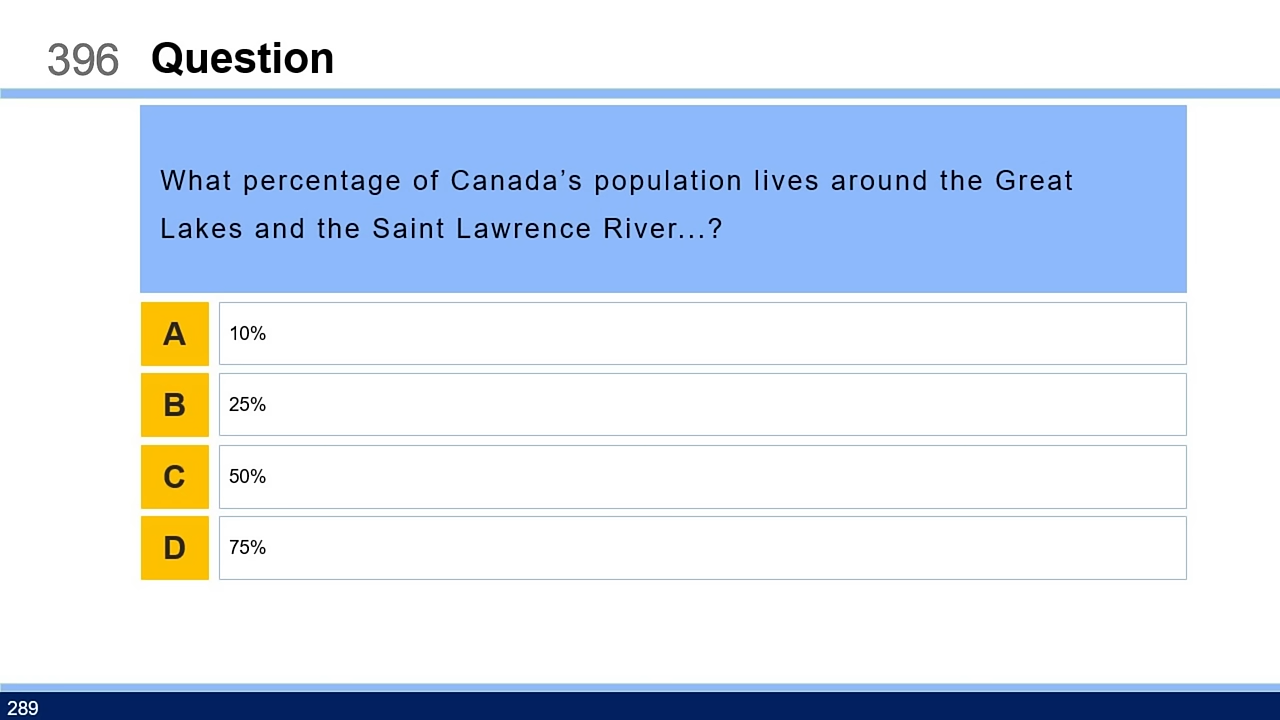 396 Question
What percentage of Canada’s population lives around the Great
Lakes and the Saint Lawrence River...?
A 10%
B 25%
C 50%
D 75%
289